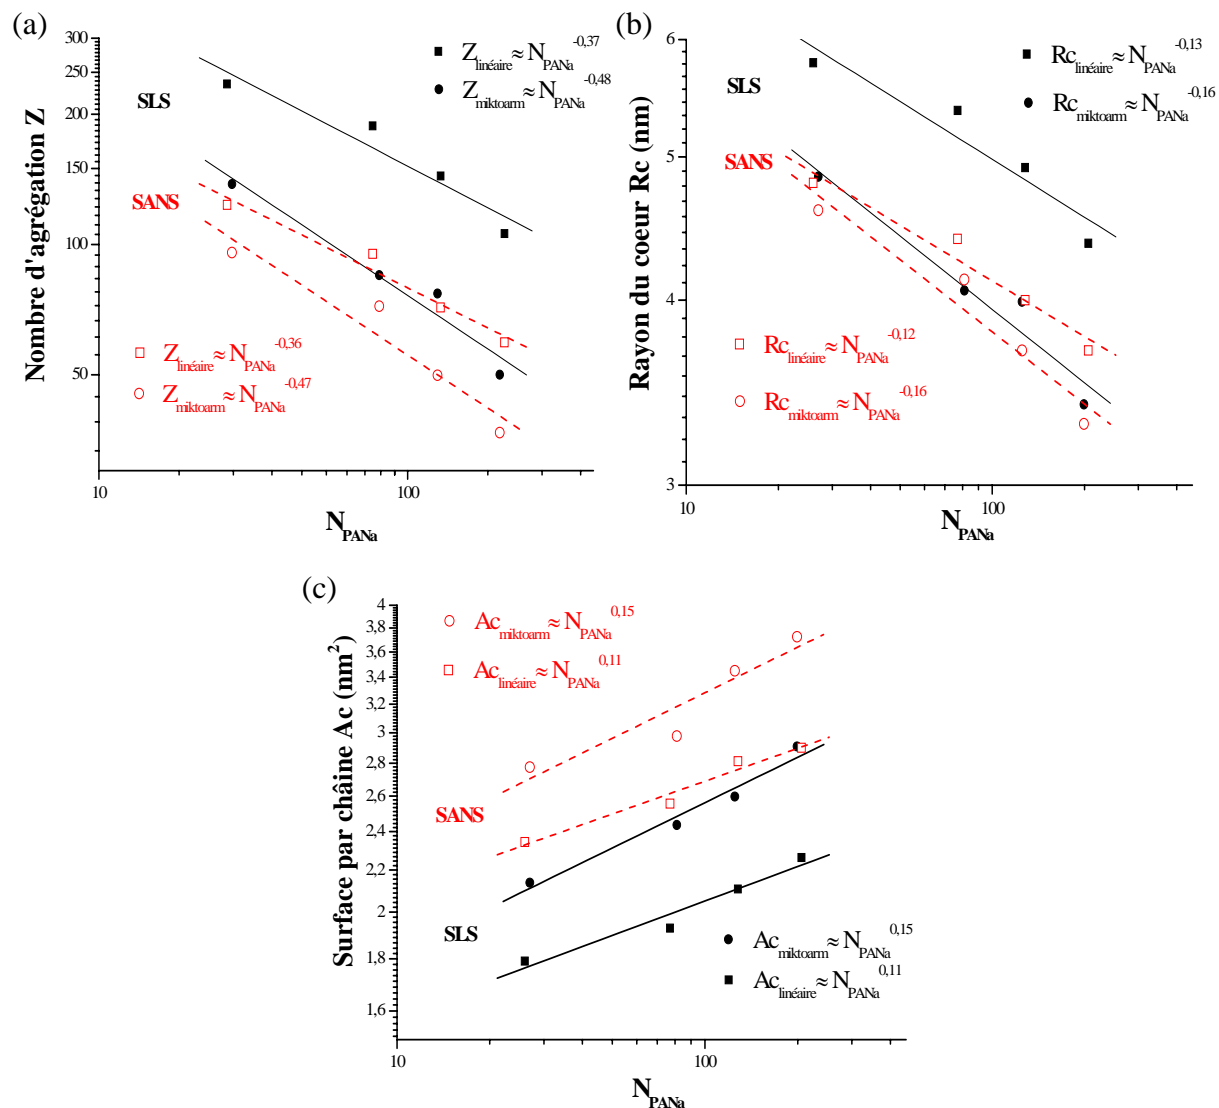 (a)
300
250
200
150
100
50
10
100
Nombre d'agrégation Z
N_PANa
SLS
SANS
Z_linéaire ≈ N_PANa^-0,37
Z_miktoarm ≈ N_PANa^-0,48
Z_linéaire ≈ N_PANa^-0,36
Z_miktoarm ≈ N_PANa^-0,47
(b)
6
5
4
3
10
100
Rayon du coeur Rc (nm)
N_PANa
SLS
SANS
Rc_linéaire ≈ N_PANa^-0,13
Rc_miktoarm ≈ N_PANa^-0,16
Rc_linéaire ≈ N_PANa^-0,12
Rc_miktoarm ≈ N_PANa^-0,16
(c)
4
3,8
3,6
3,4
3,2
3
2,8
2,6
2,4
2,2
2
1,8
1,6
10
100
Surface par châine Ac (nm²)
N_PANa
Ac_miktoarm ≈ N_PANa^0,15
Ac_linéaire ≈ N_PANa^0,11
SANS
SLS
Ac_miktoarm ≈ N_PANa^0,15
Ac_linéaire ≈ N_PANa^0,11